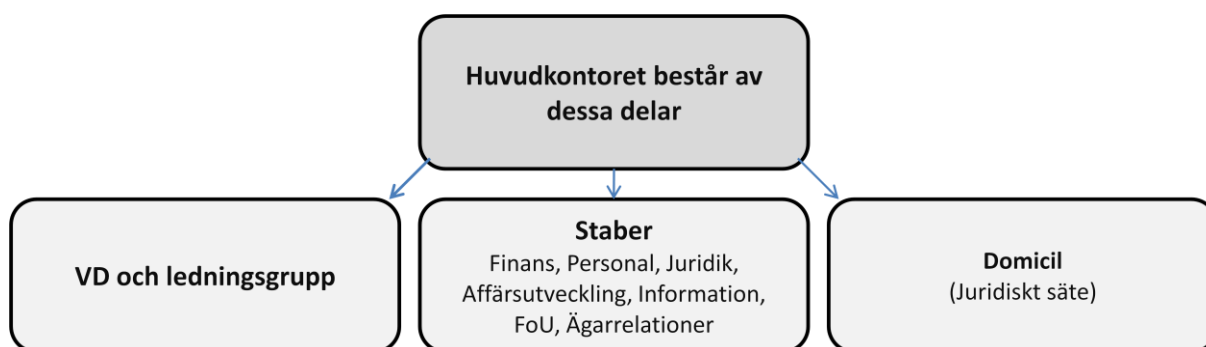 Huvudkontoret består av
dessa delar
VD och ledningsgrupp
Staber
Finans, Personal, Juridik,
Affärsutveckling, Information,
FoU, Ägarrelationer
Domicil
(Juridiskt säte)